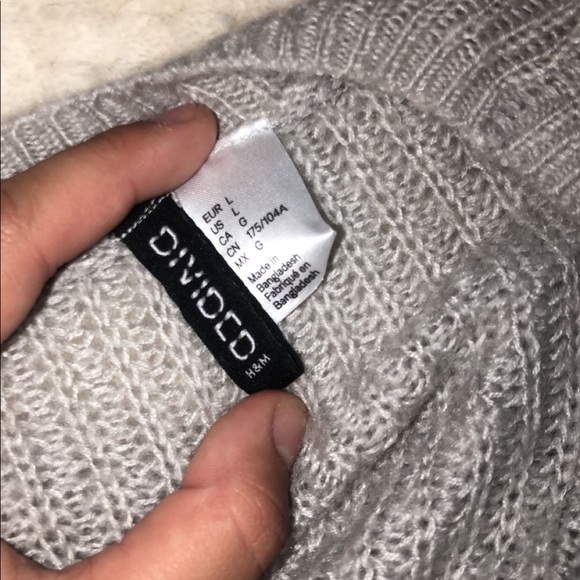 EUR L
US L
CA G
CN 175/104A
MX G
Made in
Bangladesh
Fabriqué en
Bangladesh
DIVIDED
H&M